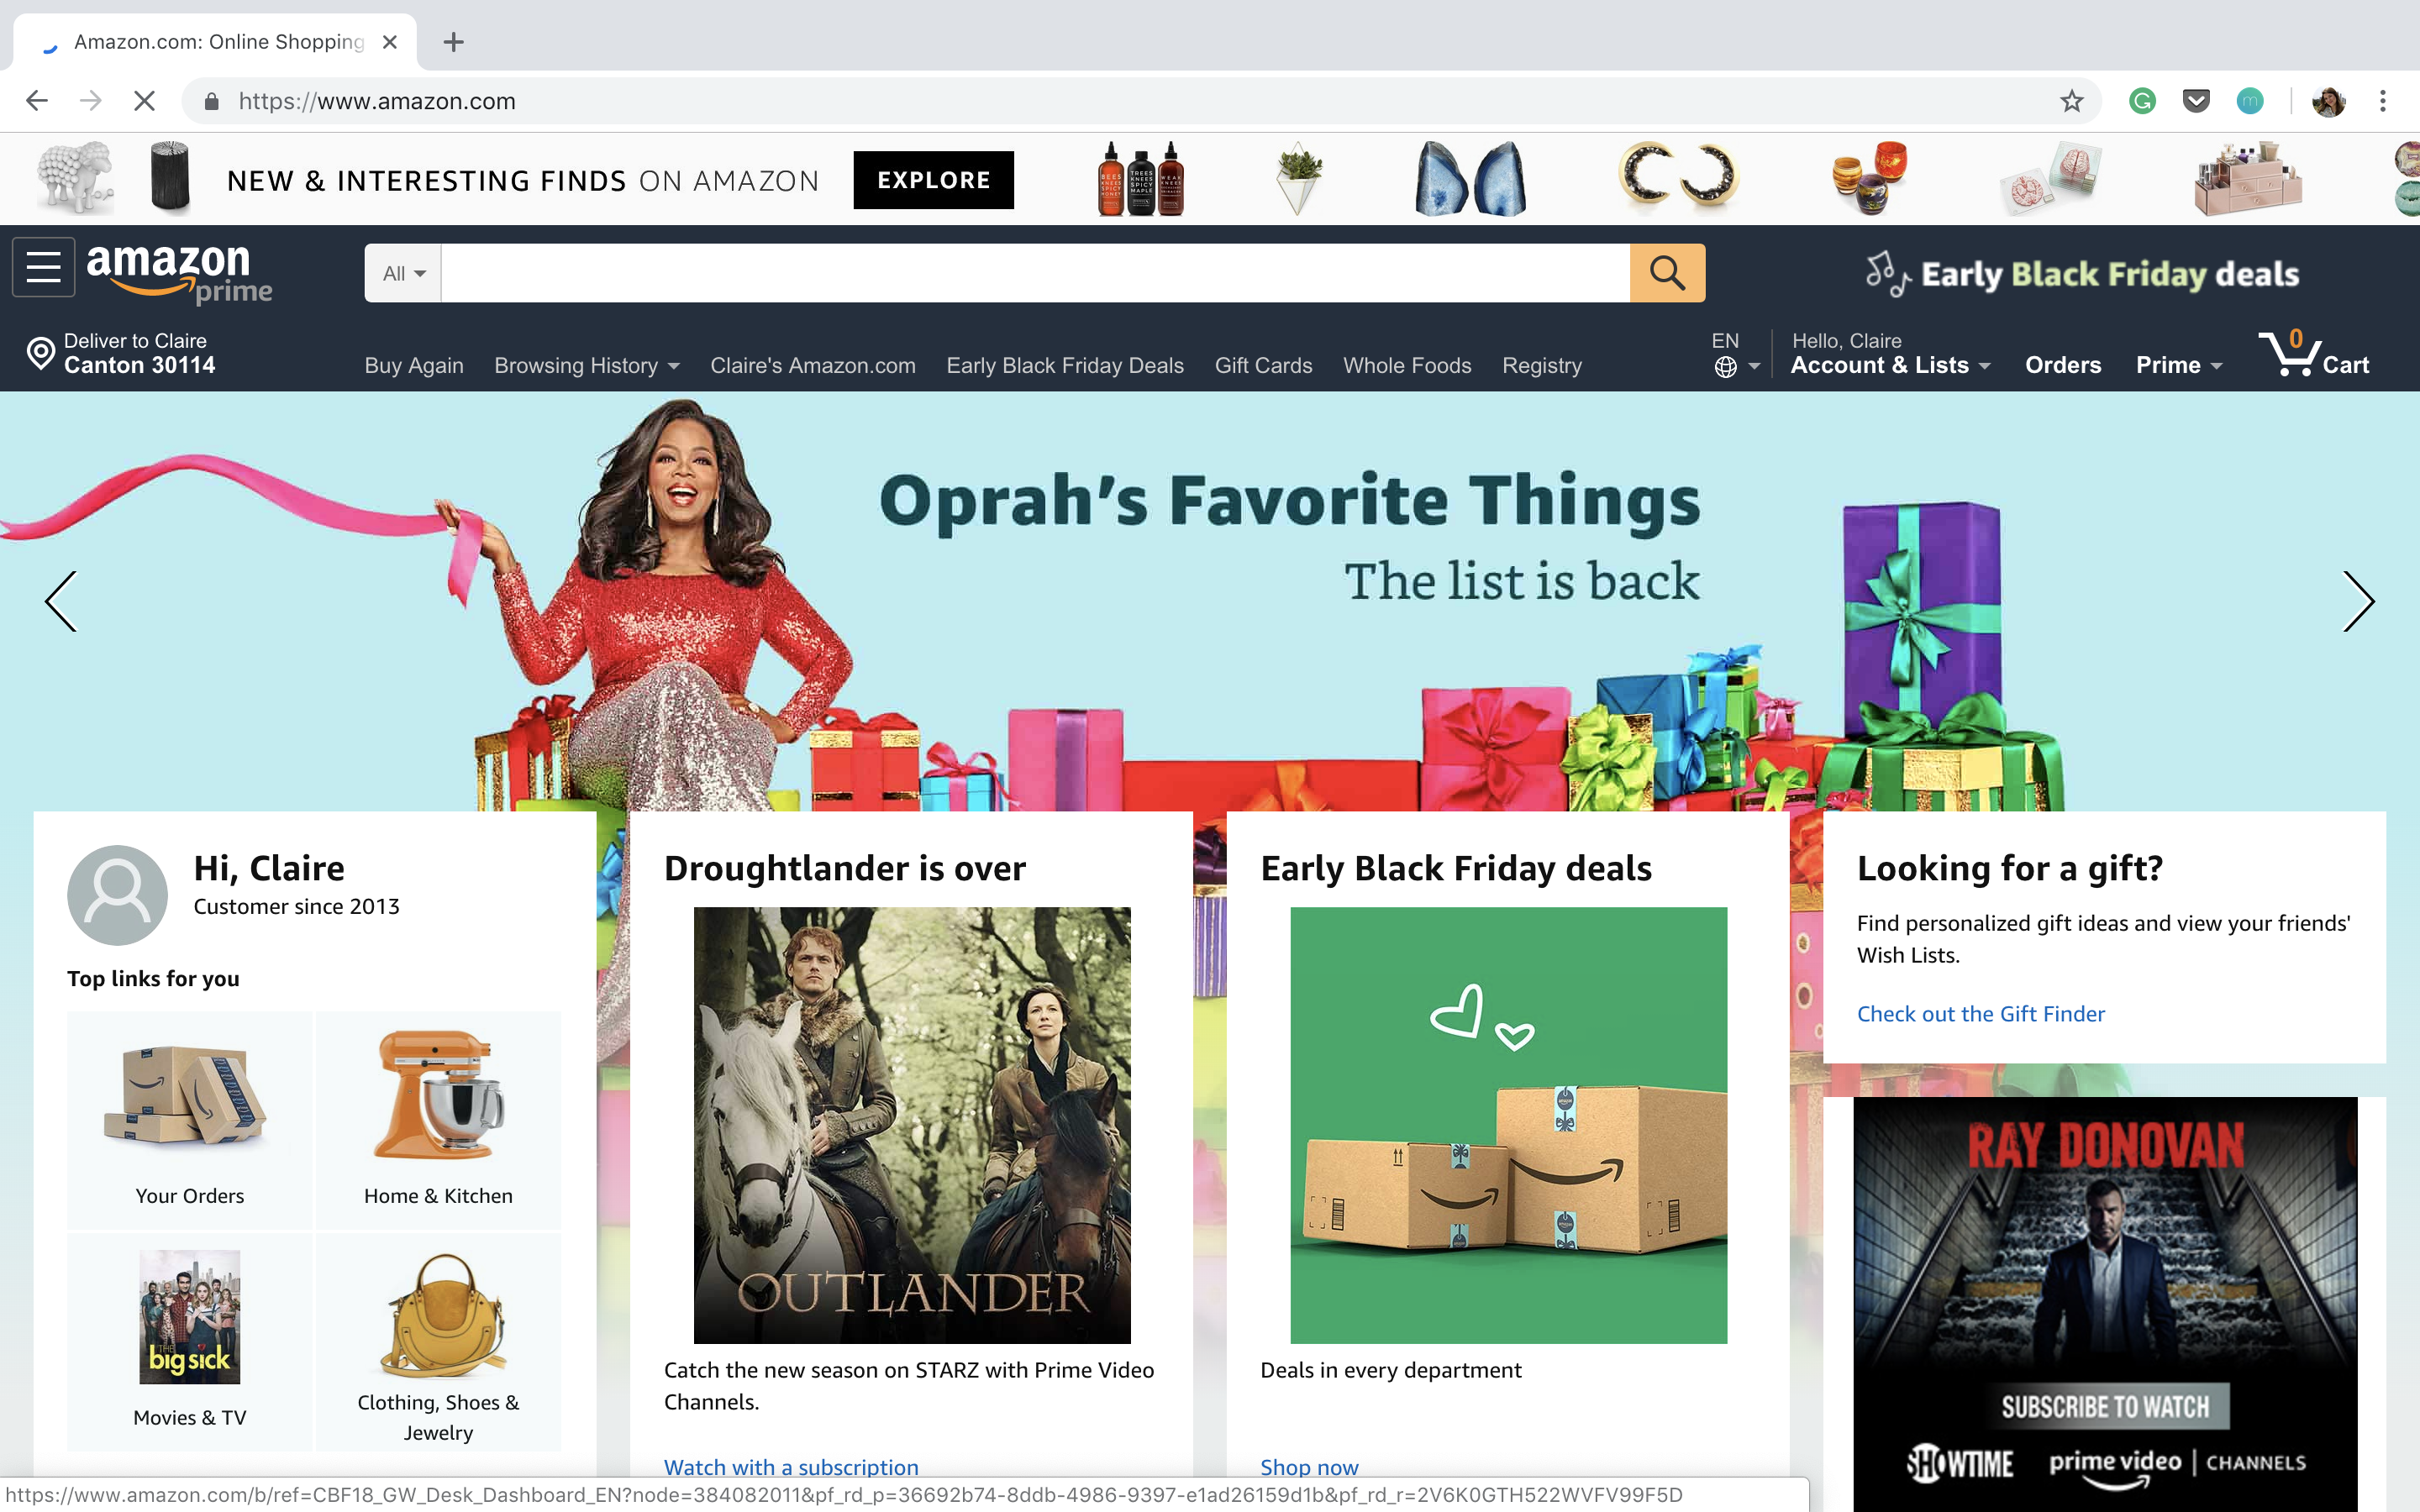 Amazon.com: Online Shopping
https://www.amazon.com
NEW & INTERESTING FINDS ON AMAZON
EXPLORE
amazon
prime
All
Early Black Friday deals
Deliver to Claire
Canton 30114
Buy Again
Browsing History
Claire's Amazon.com
Early Black Friday Deals
Gift Cards
Whole Foods
Registry
EN
Hello, Claire
Account & Lists
Orders
Prime
0
Cart
Oprah's Favorite Things
The list is back
Hi, Claire
Customer since 2013
Top links for you
Your Orders
Home & Kitchen
THE
big sick
Movies & TV
Clothing, Shoes &
Jewelry
Droughtlander is over
OUTLANDER
Catch the new season on STARZ with Prime Video
Channels.
Watch with a subscription
Early Black Friday deals
Deals in every department
Shop now
Looking for a gift?
Find personalized gift ideas and view your friends'
Wish Lists.
Check out the Gift Finder
RAY DONOVAN
SUBSCRIBE TO WATCH
SHOWTIME
prime video | CHANNELS
https://www.amazon.com/b/ref=CBF18_GW_Desk_Dashboard_EN?node=384082011&pf_rd_p=36692b74-8ddb-4986-9397-e1ad26159d1b&pf_rd_r=2V6K0GTH522WVFV99F5D